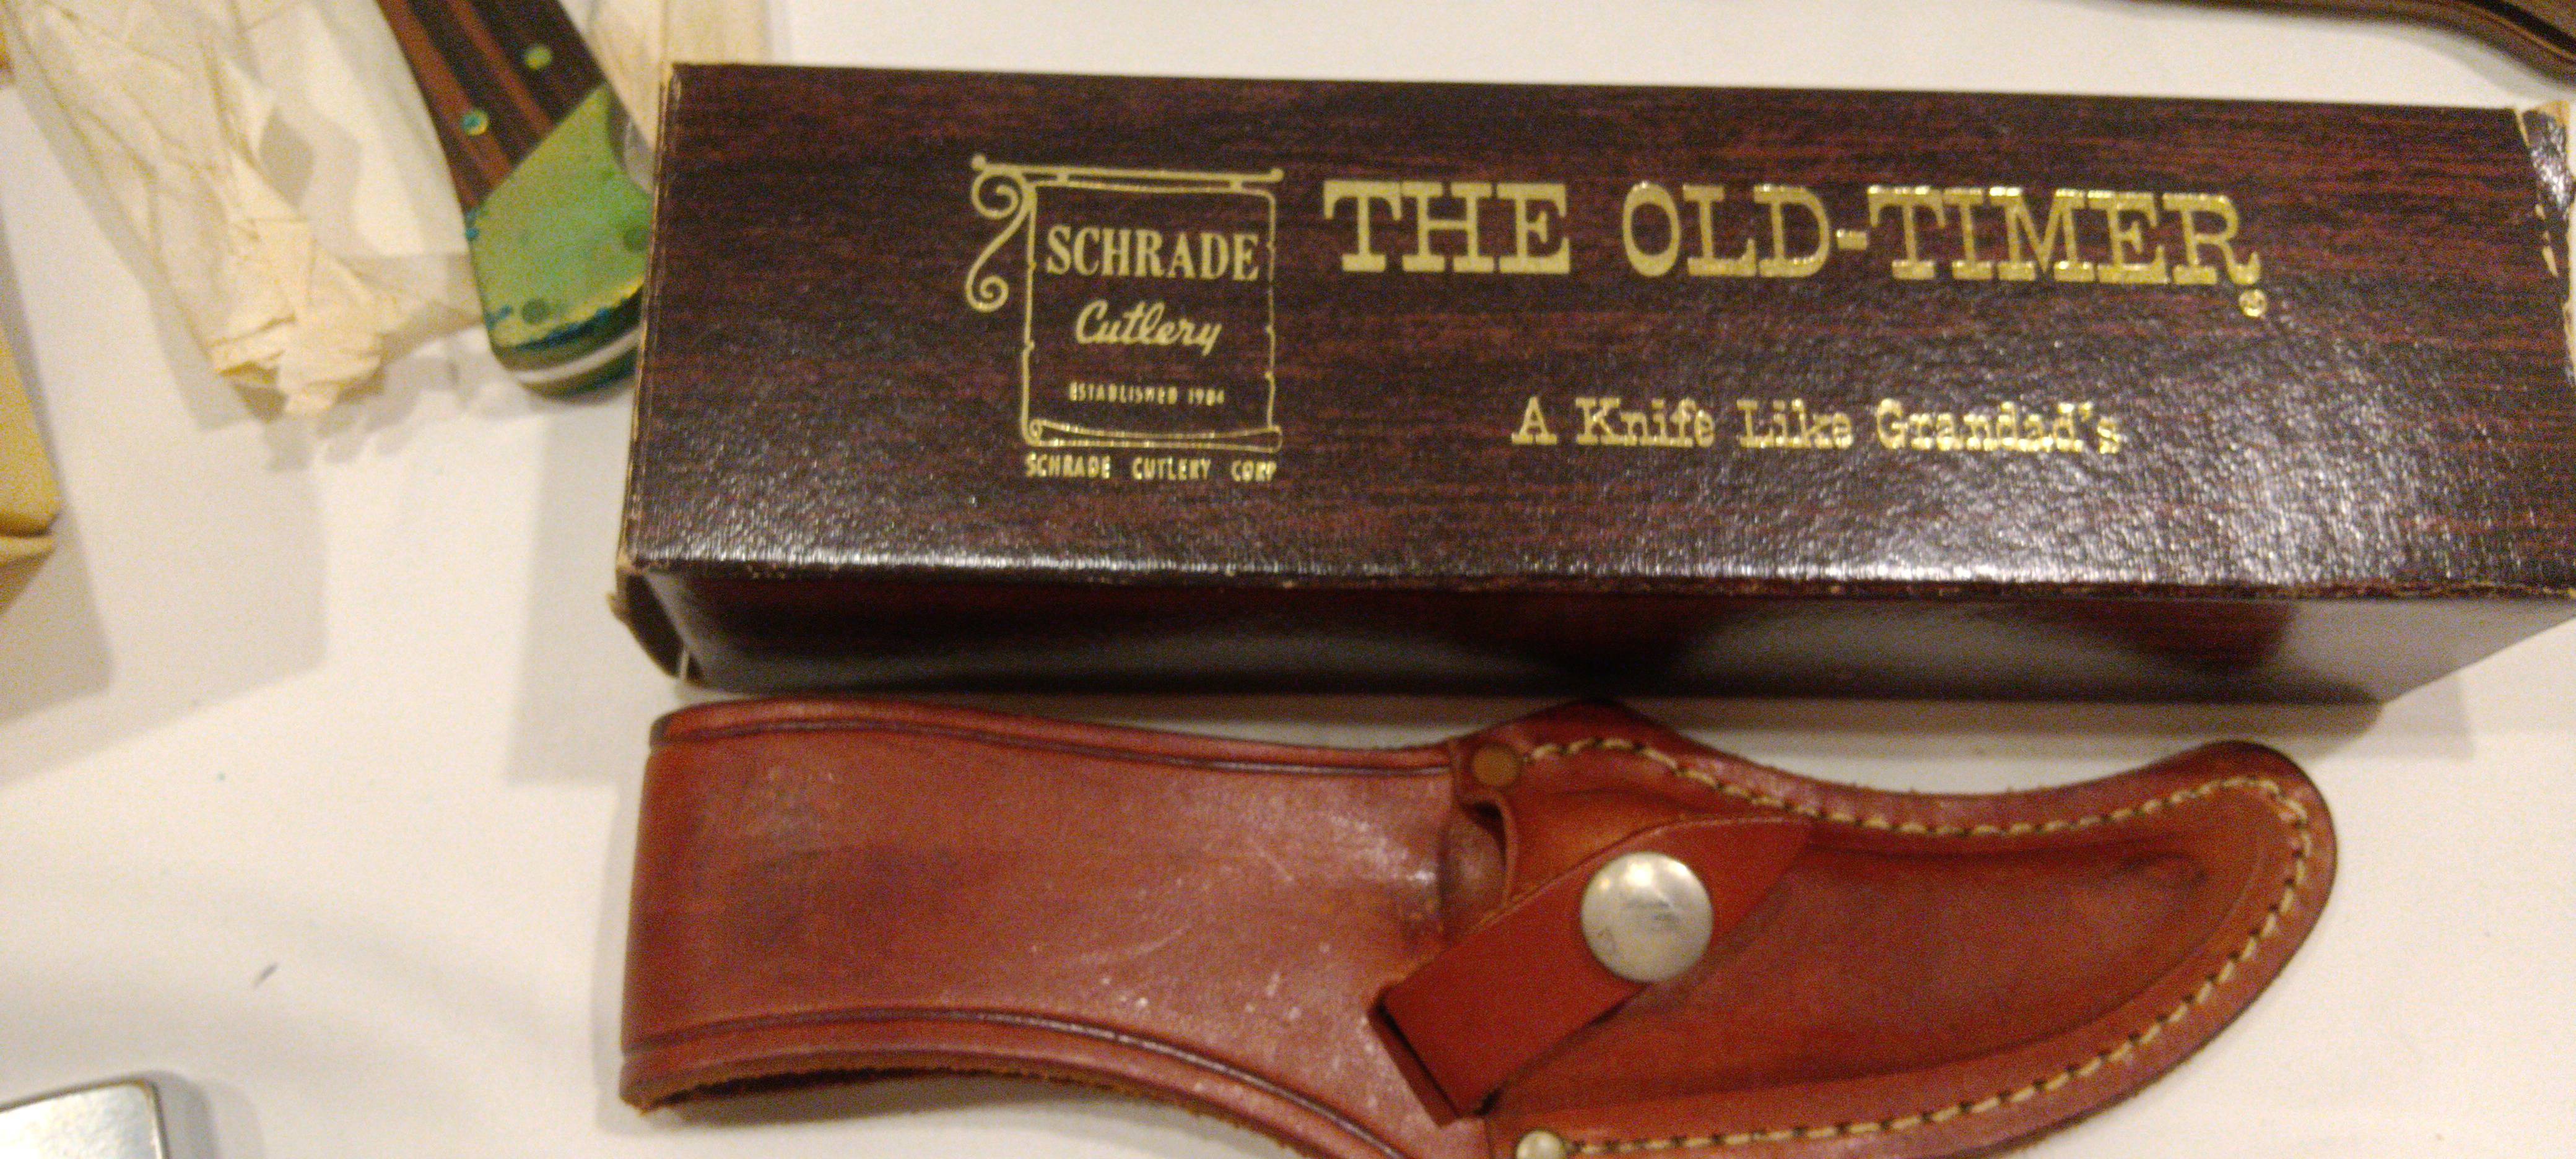 SCHRADE
Cutlery
ESTABLISHED 1904
SCHRADE CUTLERY CORP
THE OLD-TIMER®
A Knife Like Grandad's